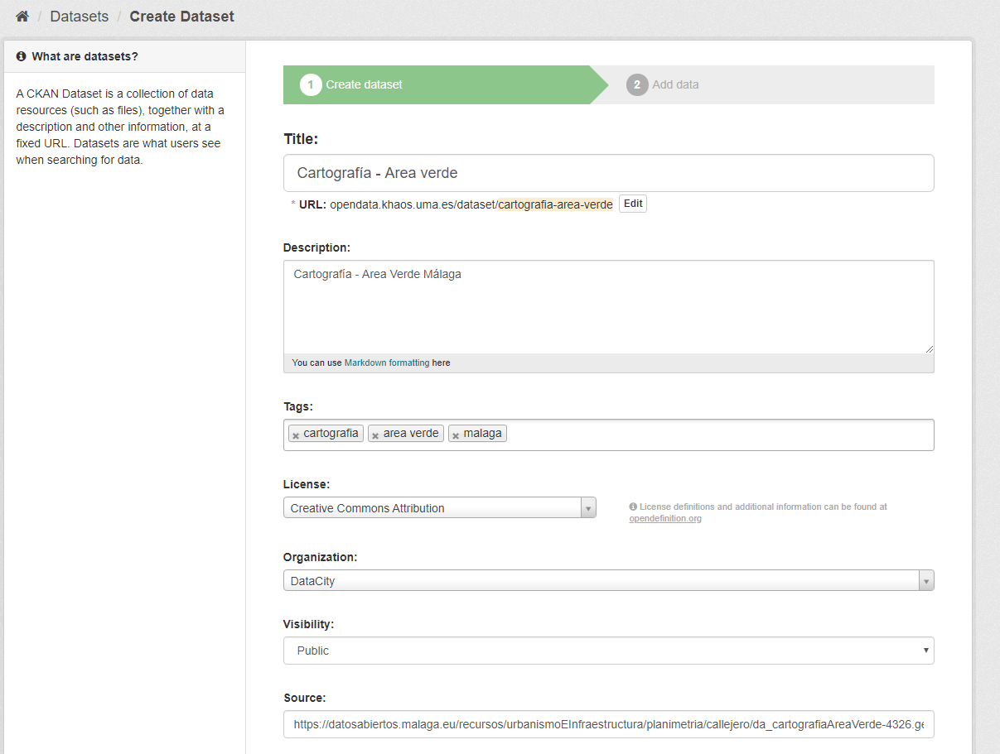 / Datasets / Create Dataset
What are datasets?
A CKAN Dataset is a collection of data
resources (such as files), together with a
description and other information, at a
fixed URL. Datasets are what users see
when searching for data.
1 Create dataset
2 Add data
Title:
Cartografía - Area verde
* URL: opendata.khaos.uma.es/dataset/cartografia-area-verde Edit
Description:
Cartografía - Area Verde Málaga
You can use Markdown formatting here
Tags:
× cartografia × area verde × malaga
License:
Creative Commons Attribution
License definitions and additional information can be found at
opendefinition.org
Organization:
DataCity
Visibility:
Public
Source:
https://datosabiertos.malaga.eu/recursos/urbanismoEInfraestructura/planimetria/callejero/da_cartografiaAreaVerde-4326.ge